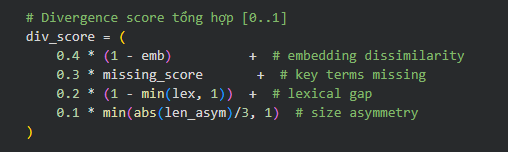 # Divergence score tổng hợp [0..1]
div_score = (
    0.4 * (1 - emb)           +  # embedding dissimilarity
    0.3 * missing_score       +  # key terms missing
    0.2 * (1 - min(lex, 1))  +  # lexical gap
    0.1 * min(abs(len_asym)/3, 1)  # size asymmetry
)